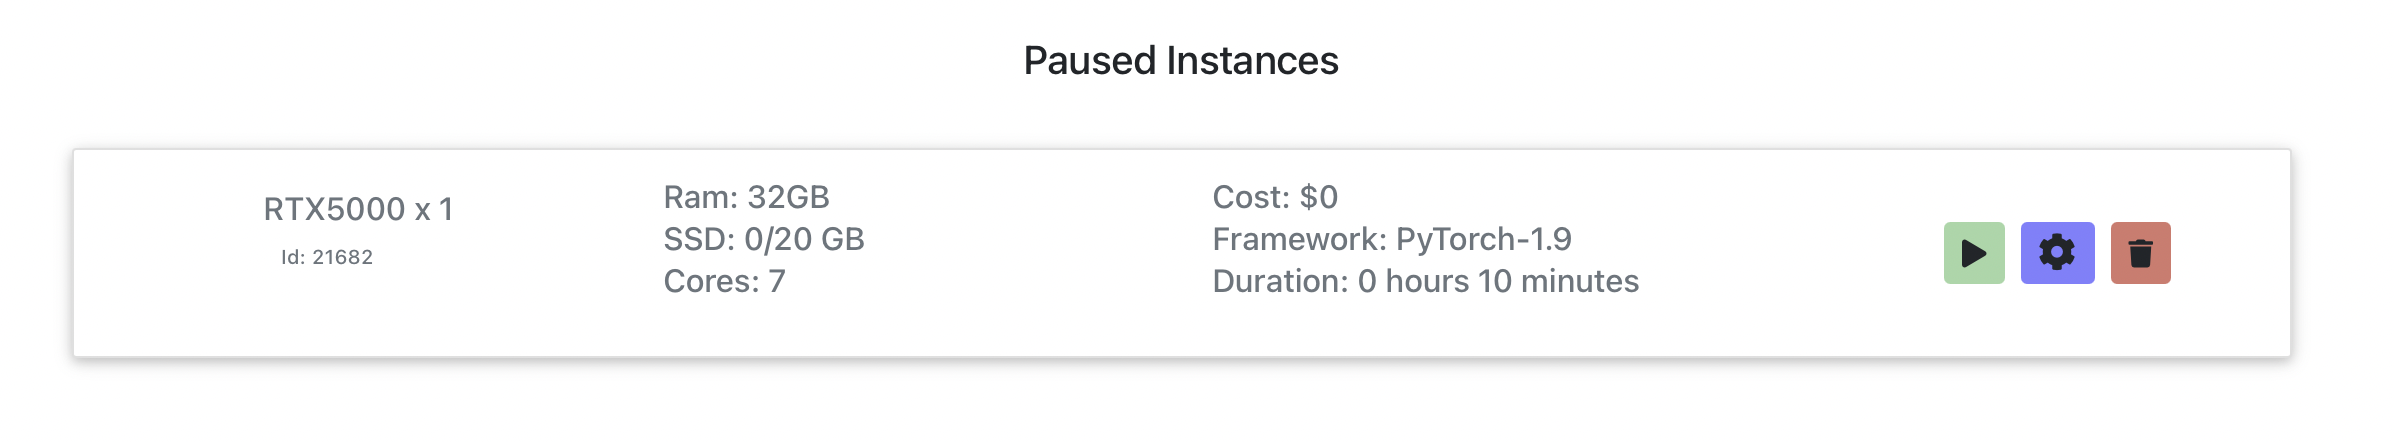 Paused Instances
RTX5000 x 1
Id: 21682
Ram: 32GB
SSD: 0/20 GB
Cores: 7
Cost: $0
Framework: PyTorch-1.9
Duration: 0 hours 10 minutes